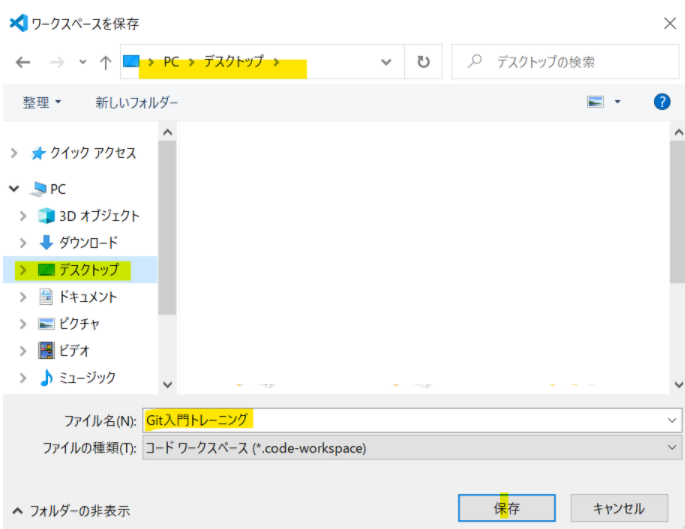 ワークスペースを保存
PC デスクトップ
デスクトップの検索
整理
新しいフォルダー
?
クイック アクセス
PC
3D オブジェクト
ダウンロード
デスクトップ
ドキュメント
ピクチャ
ビデオ
ミュージック
ファイル名(N): Git入門トレーニング
ファイルの種類(T): コード ワークスペース (*.code-workspace)
フォルダーの非表示
保存
キャンセル